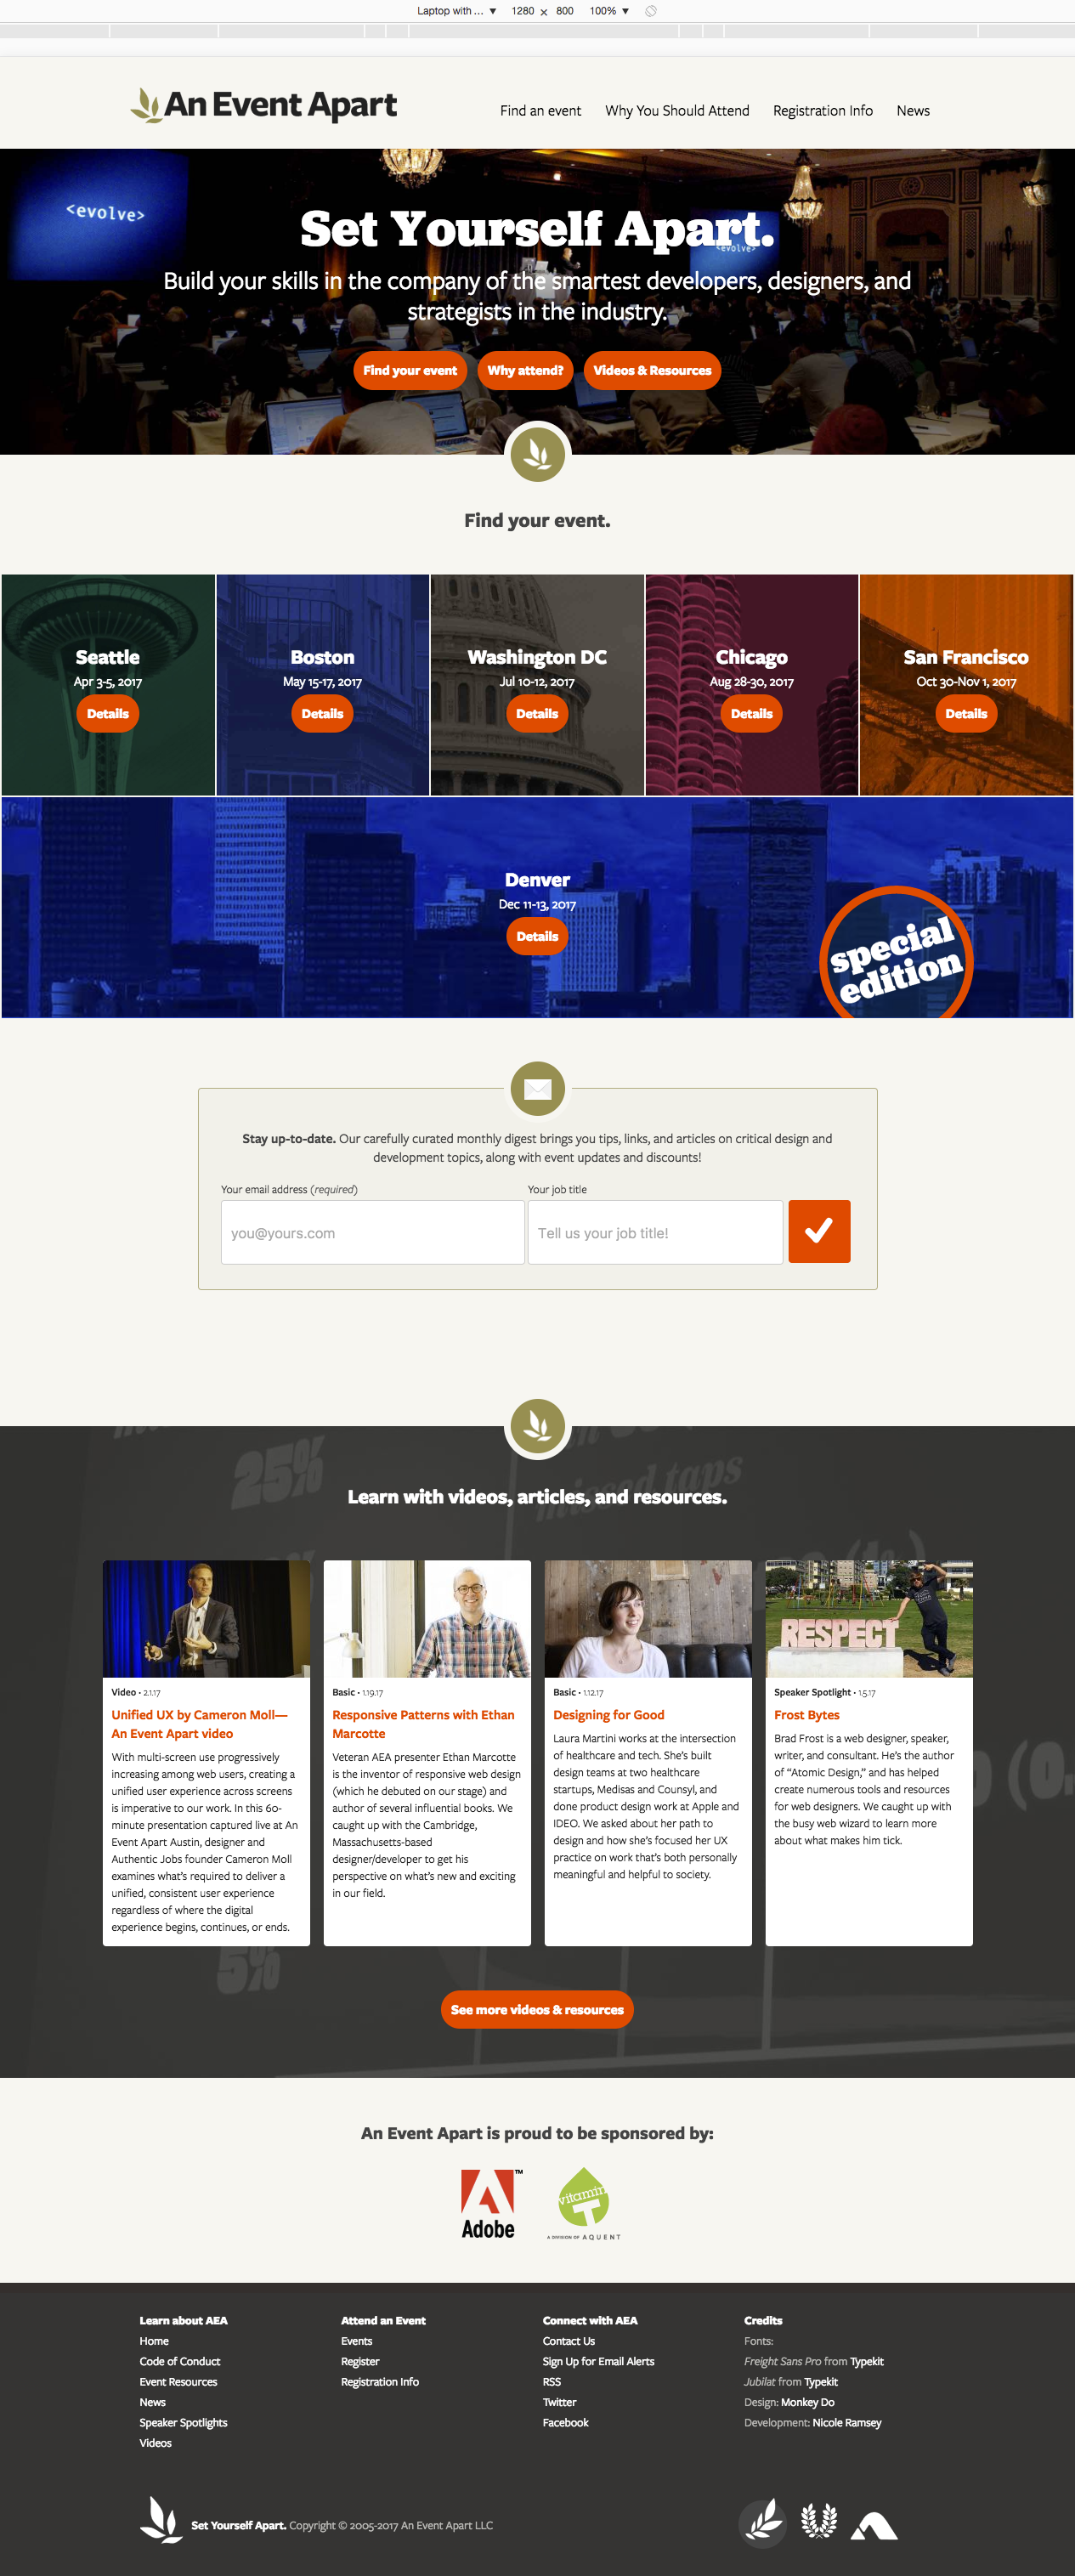 Laptop with ... ▼ 1280 × 800 100% ▼
An Event Apart
Find an event Why You Should Attend Registration Info News
<evolve>
<evolve>
Set Yourself Apart.
Build your skills in the company of the smartest developers, designers, and
strategists in the industry.
Find your event Why attend? Videos & Resources
Find your event.
Seattle
Apr 3-5, 2017
Details
Boston
May 15-17, 2017
Details
Washington DC
Jul 10-12, 2017
Details
Chicago
Aug 28-30, 2017
Details
San Francisco
Oct 30-Nov 1, 2017
Details
Denver
Dec 11-13, 2017
Details
special
edition
Stay up-to-date. Our carefully curated monthly digest brings you tips, links, and articles on critical design and
development topics, along with event updates and discounts!
Your email address (required) Your job title
you@yours.com Tell us your job title!
25%
missed taps
Learn with videos, articles, and resources.
RESPECT
Video • 2.1.17
Unified UX by Cameron Moll—
An Event Apart video
With multi-screen use progressively
increasing among web users, creating a
unified user experience across screens
is imperative to our work. In this 60-
minute presentation captured live at An
Event Apart Austin, designer and
Authentic Jobs founder Cameron Moll
examines what's required to deliver a
unified, consistent user experience
regardless of where the digital
experience begins, continues, or ends.
Basic • 1.19.17
Responsive Patterns with Ethan
Marcotte
Veteran AEA presenter Ethan Marcotte
is the inventor of responsive web design
(which he debuted on our stage) and
author of several influential books. We
caught up with the Cambridge,
Massachusetts-based
designer/developer to get his
perspective on what's new and exciting
in our field.
Basic • 1.12.17
Designing for Good
Laura Martini works at the intersection
of healthcare and tech. She's built
design teams at two healthcare
startups, Medisas and Counsyl, and
done product design work at Apple and
IDEO. We asked about her path to
design and how she's focused her UX
practice on work that's both personally
meaningful and helpful to society.
Speaker Spotlight • 1.5.17
Frost Bytes
Brad Frost is a web designer, speaker,
writer, and consultant. He's the author
of “Atomic Design,” and has helped
create numerous tools and resources
for web designers. We caught up with
the busy web wizard to learn more
about what makes him tick.
5%
See more videos & resources
An Event Apart is proud to be sponsored by:
Adobe™
vitamin T
A DIVISION OF AQUENT
Learn about AEA
Home
Code of Conduct
Event Resources
News
Speaker Spotlights
Videos
Attend an Event
Events
Register
Registration Info
Connect with AEA
Contact Us
Sign Up for Email Alerts
RSS
Twitter
Facebook
Credits
Fonts:
Freight Sans Pro from Typekit
Jubilat from Typekit
Design: Monkey Do
Development: Nicole Ramsey
Set Yourself Apart. Copyright © 2005-2017 An Event Apart LLC